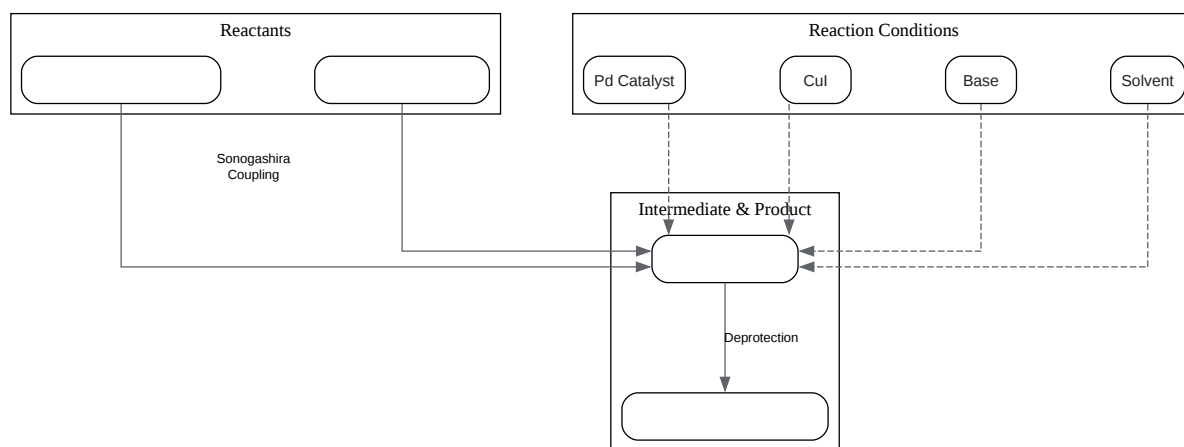 Reactants
Reaction Conditions
Pd Catalyst
CuI
Base
Solvent
Sonogashira
Coupling
Intermediate & Product
Deprotection